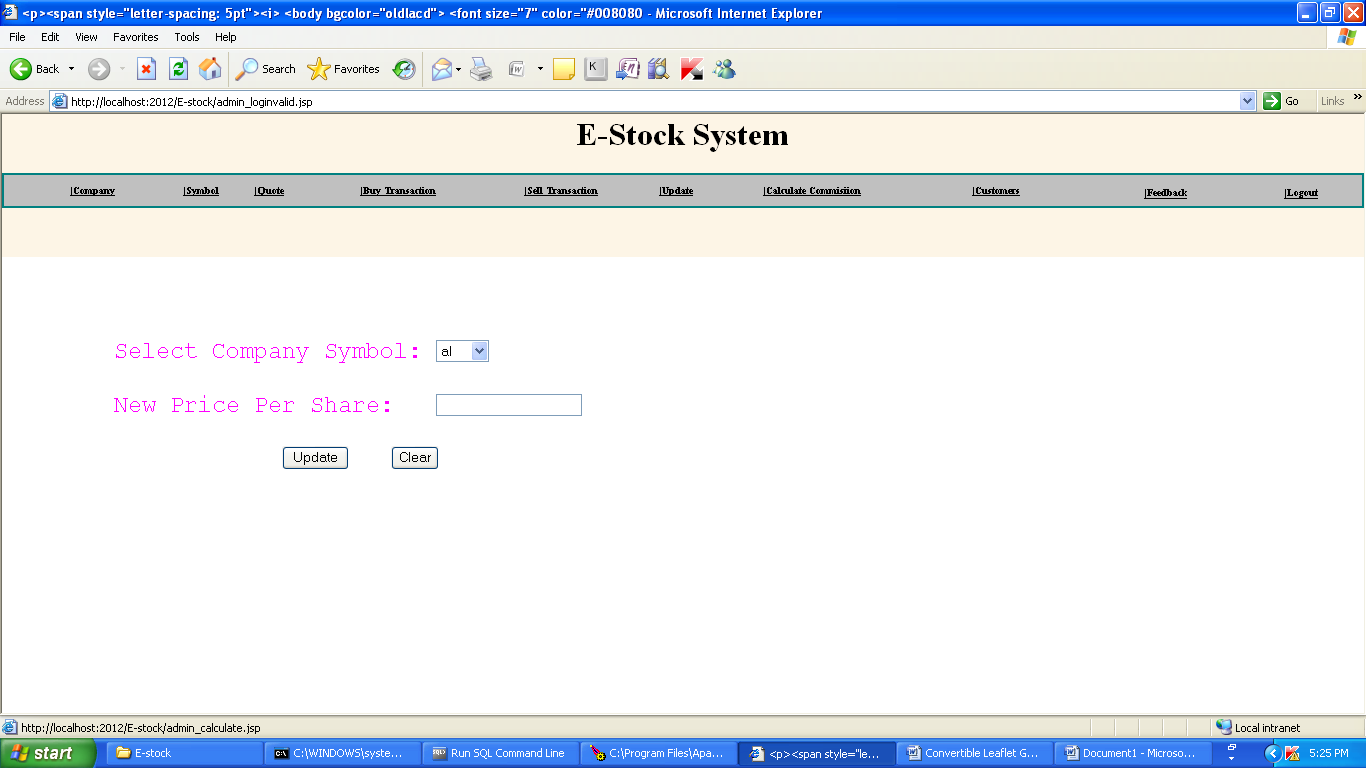 <p><span style="letter-spacing: 5pt"><i> <body bgcolor="oldlacd"> <font size="7" color="#008080 - Microsoft Internet Explorer
File Edit View Favorites Tools Help
Back Search Favorites W K
Address http://localhost:2012/E-stock/admin_loginvalid.jsp Go Links »
E-Stock System
|Company |Symbol |Quote |Buy Transaction |Sell Transaction |Update |Calculate Commisiion |Customers |Feedback |Logout
Select Company Symbol: al
New Price Per Share:
Update Clear
http://localhost:2012/E-stock/admin_calculate.jsp Local intranet
start E-stock C:\WINDOWS\syste... Run SQL Command Line C:\Program Files\Apa... <p><span style="le... Convertible Leaflet G... Document1 - Microso... 5:25 PM